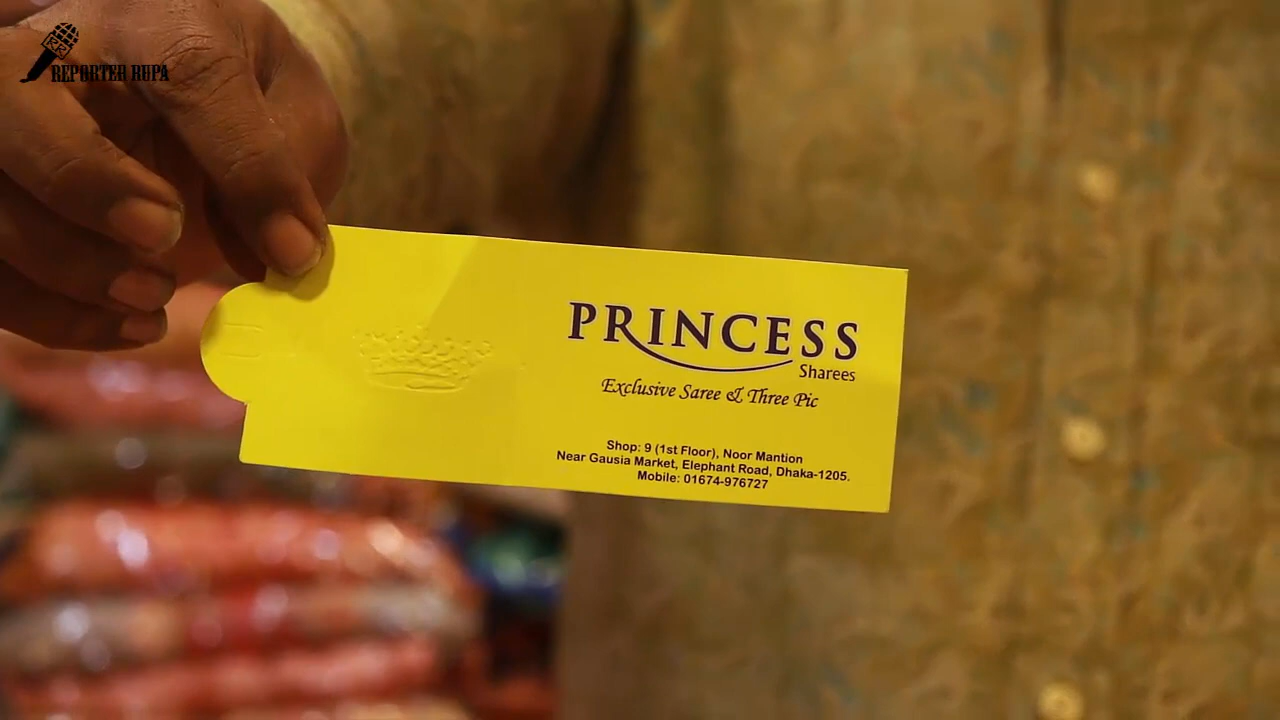 REPORTER RUPA
PRINCESS
Sharees
Exclusive Saree & Three Pic
Shop: 9 (1st Floor), Noor Mantion
Near Gausia Market, Elephant Road, Dhaka-1205.
Mobile: 01674-976727